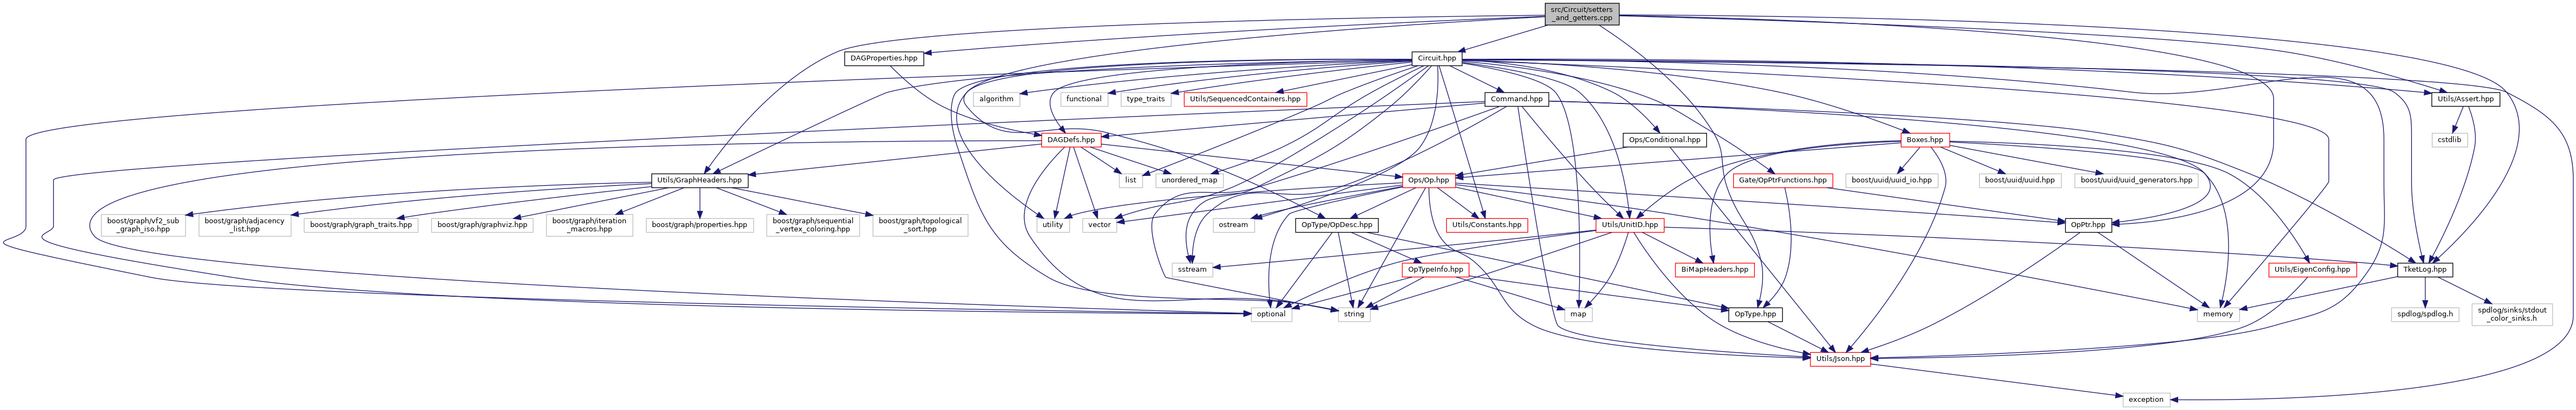 src/Circuit/setters
_and_getters.cpp
DAGProperties.hpp
Circuit.hpp
algorithm
functional
type_traits
Utils/SequencedContainers.hpp
Command.hpp
Utils/Assert.hpp
DAGDefs.hpp
Ops/Conditional.hpp
Boxes.hpp
cstdlib
Utils/GraphHeaders.hpp
list
unordered_map
Ops/Op.hpp
Gate/OpPtrFunctions.hpp
boost/uuid/uuid_io.hpp
boost/uuid/uuid.hpp
boost/uuid/uuid_generators.hpp
boost/graph/vf2_sub
_graph_iso.hpp
boost/graph/adjacency
_list.hpp
boost/graph/graph_traits.hpp
boost/graph/graphviz.hpp
boost/graph/iteration
_macros.hpp
boost/graph/properties.hpp
boost/graph/sequential
_vertex_coloring.hpp
boost/graph/topological
_sort.hpp
utility
vector
ostream
OpType/OpDesc.hpp
Utils/Constants.hpp
Utils/UnitID.hpp
OpPtr.hpp
sstream
OpTypeInfo.hpp
BiMapHeaders.hpp
Utils/EigenConfig.hpp
TketLog.hpp
optional
string
map
OpType.hpp
memory
spdlog/spdlog.h
spdlog/sinks/stdout
_color_sinks.h
Utils/Json.hpp
exception